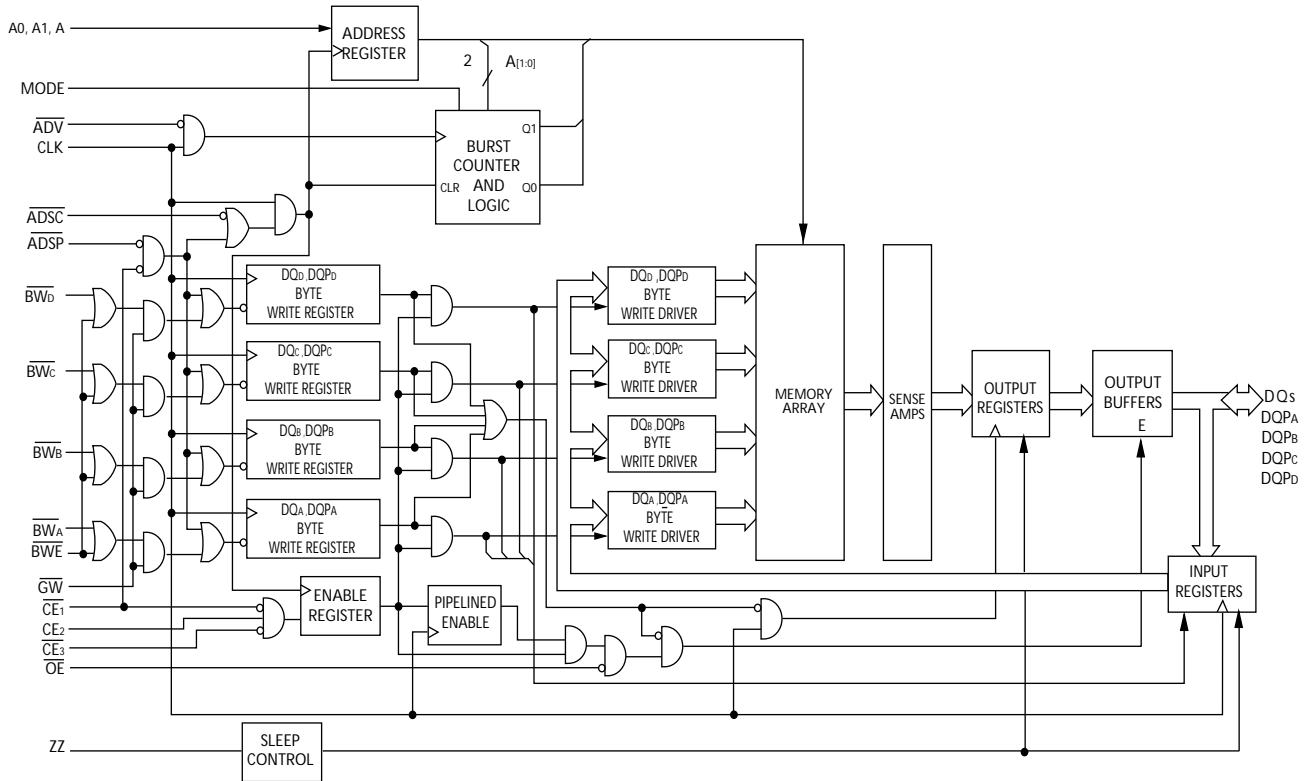 A0, A1, A
ADDRESS
REGISTER
2
A[1:0]
MODE
ADV
CLK
BURST
COUNTER
AND
LOGIC
Q1
CLR
Q0
ADSC
ADSP
BWD
DQD,DQPD
BYTE
WRITE REGISTER
DQD,DQPD
BYTE
WRITE DRIVER
BWC
DQC,DQPC
BYTE
WRITE REGISTER
DQC,DQPC
BYTE
WRITE DRIVER
MEMORY
ARRAY
SENSE
AMPS
OUTPUT
REGISTERS
OUTPUT
BUFFERS
E
DQs
DQPA
DQPB
DQPC
DQPD
BWB
DQB,DQPB
BYTE
WRITE REGISTER
DQB,DQPB
BYTE
WRITE DRIVER
BWA
BWE
DQA,DQPA
BYTE
WRITE REGISTER
DQA,DQPA
BYTE
WRITE DRIVER
GW
CE1
CE2
CE3
OE
ENABLE
REGISTER
PIPELINED
ENABLE
INPUT
REGISTERS
ZZ
SLEEP
CONTROL